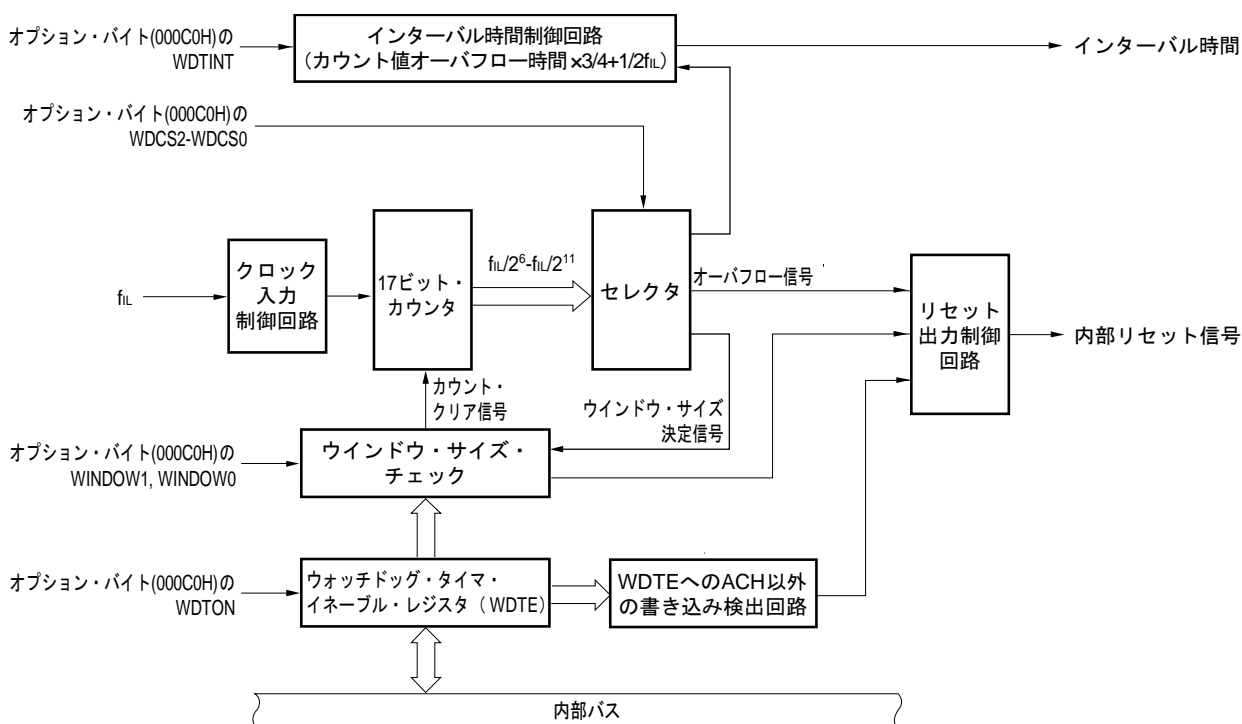 オプション・バイト(000C0H)の
WDTINT
インターバル時間制御回路
(カウント値オーバフロー時間×3/4+1/2fIL)
インターバル時間
オプション・バイト(000C0H)の
WDCS2-WDCS0
fIL
クロック
入力
制御回路
17ビット・
カウンタ
fIL/2^6-fIL/2^11
セレクタ
オーバフロー信号
リセット
出力制御
回路
内部リセット信号
カウント・
クリア信号
ウインドウ・サイズ
決定信号
オプション・バイト(000C0H)の
WINDOW1, WINDOW0
ウインドウ・サイズ・
チェック
オプション・バイト(000C0H)の
WDTON
ウォッチドッグ・タイマ・
イネーブル・レジスタ(WDTE)
WDTEへのACH以外
の書き込み検出回路
内部バス